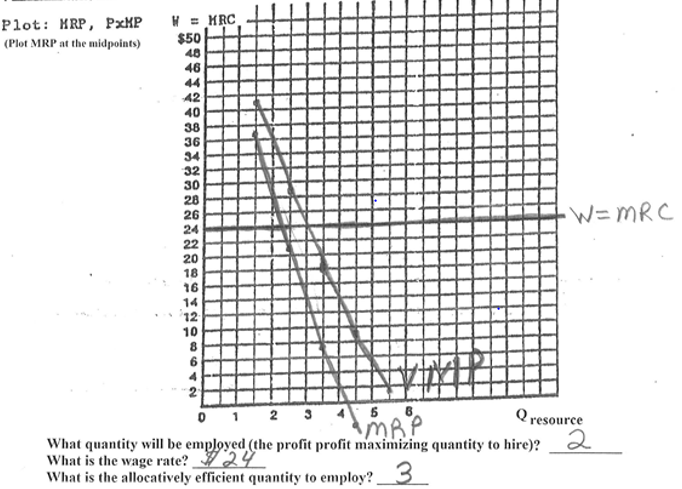 Plot: MRP, PxMP
(Plot MRP at the midpoints)
W = MRC
$50
48
46
44
42
40
38
36
34
32
30
28
26
24
22
20
18
16
14
12
10
8
6
4
2
W=MRC
VMP
0 1 2 3 4 5 6
Q resource
MRP
What quantity will be employed (the profit profit maximizing quantity to hire)? 2
What is the wage rate? $24
What is the allocatively efficient quantity to employ? 3